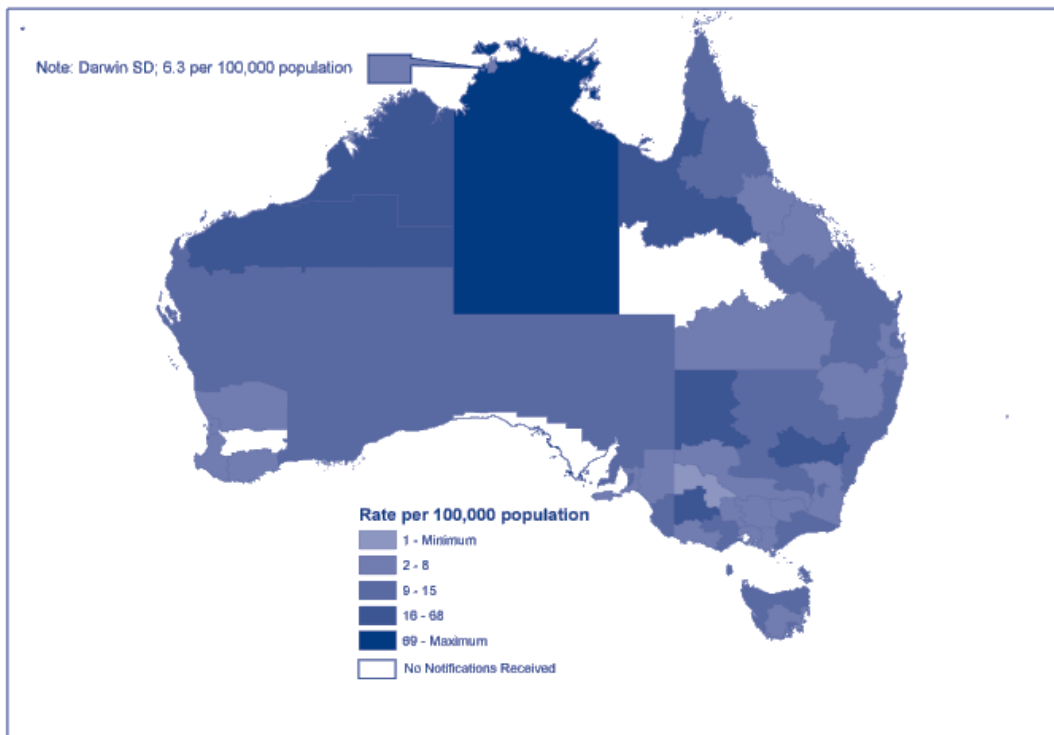 Note: Darwin SD; 6.3 per 100,000 population
Rate per 100,000 population
1 - Minimum
2 - 8
9 - 15
16 - 68
69 - Maximum
No Notifications Received